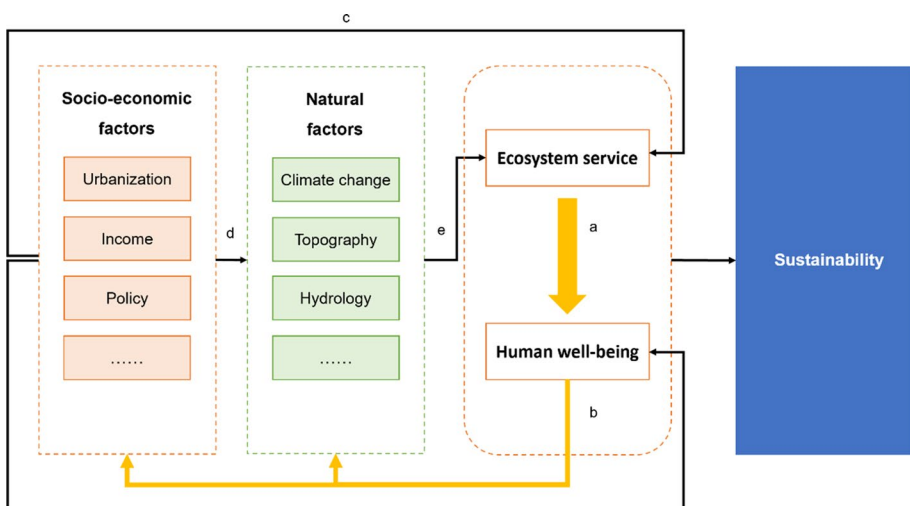 c
Socio-economic
factors
Urbanization
Income
Policy
......
d
Natural
factors
Climate change
Topography
Hydrology
......
e
Ecosystem service
a
Human well-being
b
Sustainability